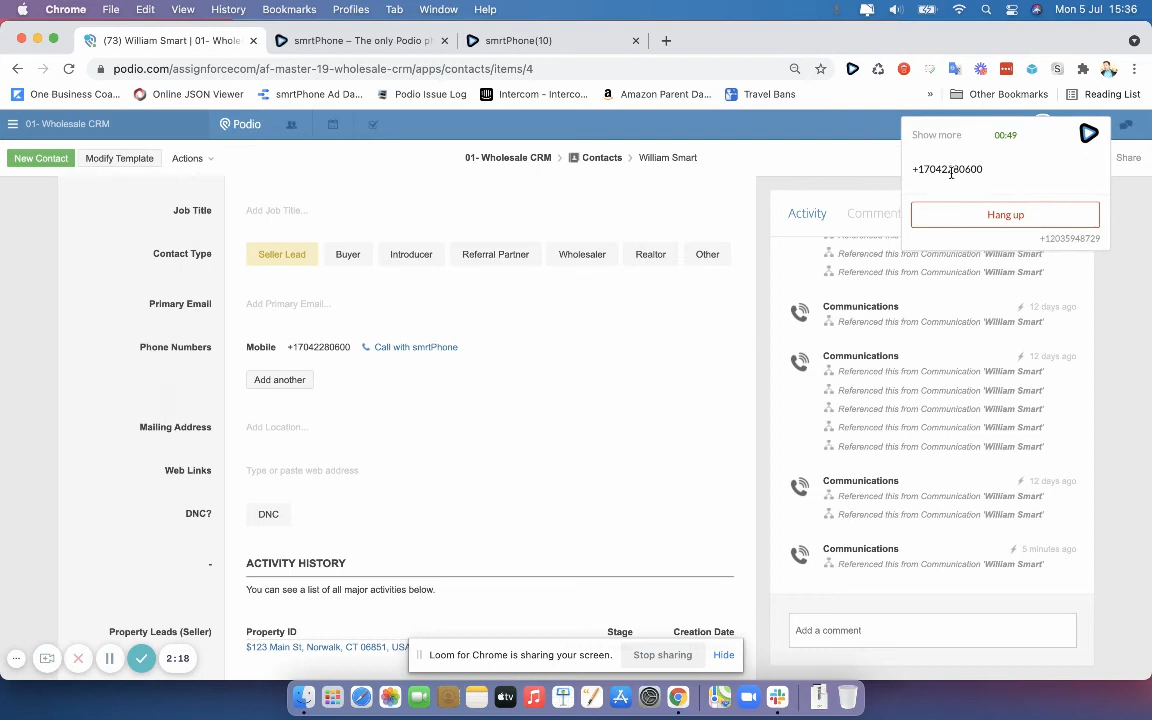 Chrome File Edit View History Bookmarks Profiles Tab Window Help Mon 5 Jul 15:36
(73) William Smart | 01- Whole smrtPhone – The only Podio p smrtPhone(10)
podio.com/assignforcecom/af-master-19-wholesale-crm/apps/contacts/items/4
One Business Coa... Online JSON Viewer smrtPhone Ad Da... Podio Issue Log Intercom - Interco... Amazon Parent Da... Travel Bans » Other Bookmarks Reading List
01- Wholesale CRM Podio
Show more 00:49
New Contact Modify Template Actions 01- Wholesale CRM Contacts William Smart Share
+17042280600
Hang up
+12035948729
Job Title Add Job Title...
Activity Comment
Contact Type Seller Lead Buyer Introducer Referral Partner Wholesaler Realtor Other
Referenced this from Communication 'William Smart'
Referenced this from Communication 'William Smart'
Primary Email Add Primary Email...
Communications 12 days ago
Referenced this from Communication 'William Smart'
Phone Numbers Mobile +17042280600 Call with smrtPhone
Add another
Communications 12 days ago
Referenced this from Communication 'William Smart'
Referenced this from Communication 'William Smart'
Referenced this from Communication 'William Smart'
Referenced this from Communication 'William Smart'
Referenced this from Communication 'William Smart'
Mailing Address Add Location...
Web Links Type or paste web address
Communications 12 days ago
Referenced this from Communication 'William Smart'
Referenced this from Communication 'William Smart'
DNC? DNC
Communications 5 minutes ago
Referenced this from Communication 'William Smart'
- ACTIVITY HISTORY
You can see a list of all major activities below.
Property Leads (Seller) Property ID Stage Creation Date
$123 Main St, Norwalk, CT 06851, USA
Add a comment
2:18
Loom for Chrome is sharing your screen. Stop sharing Hide
tv